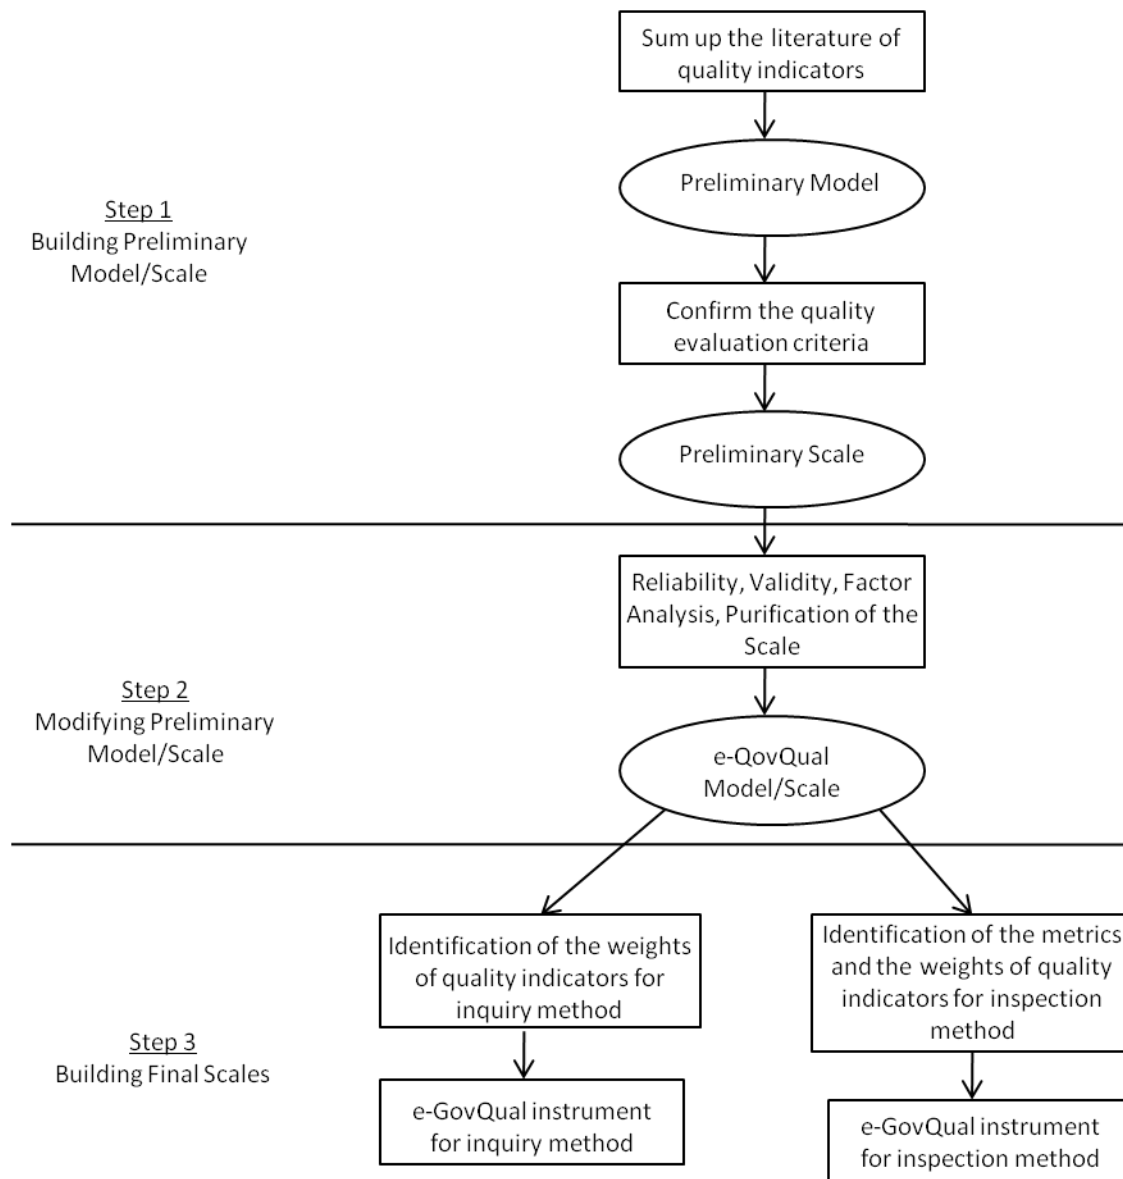 Sum up the literature of
quality indicators
Preliminary Model
Step 1
Building Preliminary
Model/Scale
Confirm the quality
evaluation criteria
Preliminary Scale
Reliability, Validity, Factor
Analysis, Purification of the
Scale
Step 2
Modifying Preliminary
Model/Scale
e-QovQual
Model/Scale
Identification of the weights
of quality indicators for
inquiry method
Identification of the metrics
and the weights of quality
indicators for inspection
method
Step 3
Building Final Scales
e-GovQual instrument
for inquiry method
e-GovQual instrument
for inspection method